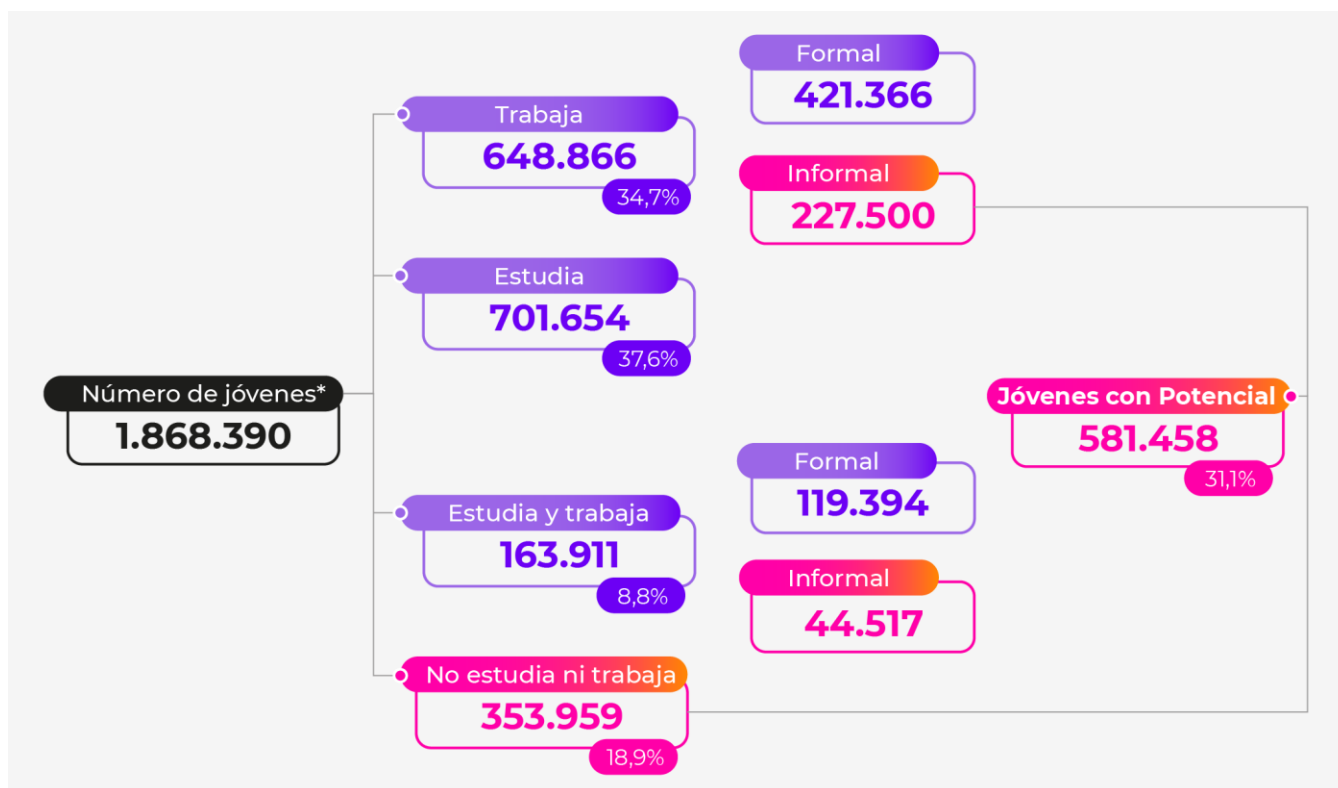 Número de jóvenes*
1.868.390
Trabaja
648.866
34,7%
Formal
421.366
Informal
227.500
Estudia
701.654
37,6%
Estudia y trabaja
163.911
8,8%
Formal
119.394
Informal
44.517
No estudia ni trabaja
353.959
18,9%
Jóvenes con Potencial
581.458
31,1%